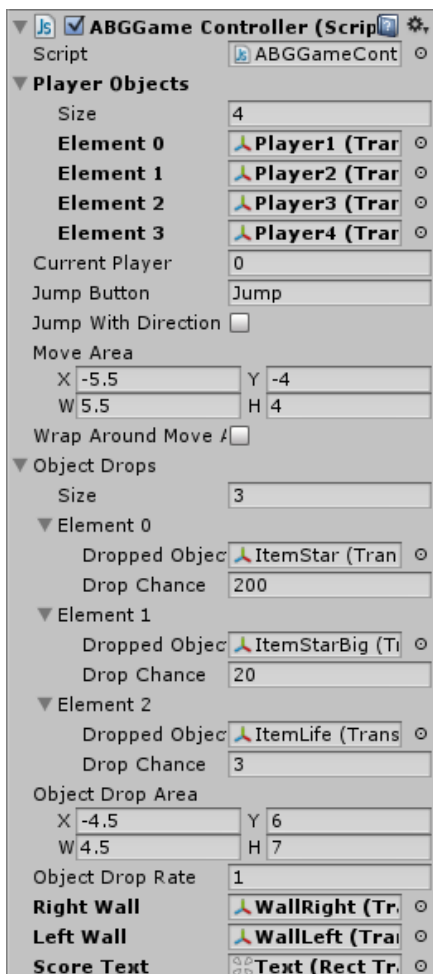 ABGGame Controller (Scrip
Script ABGGameCont
Player Objects
Size 4
Element 0 Player1 (Tran
Element 1 Player2 (Tran
Element 2 Player3 (Tran
Element 3 Player4 (Tran
Current Player 0
Jump Button Jump
Jump With Direction
Move Area
X -5.5 Y -4
W 5.5 H 4
Wrap Around Move A
Object Drops
Size 3
Element 0
Dropped Objec ItemStar (Tran
Drop Chance 200
Element 1
Dropped Objec ItemStarBig (Ti
Drop Chance 20
Element 2
Dropped Objec ItemLife (Trans
Drop Chance 3
Object Drop Area
X -4.5 Y 6
W 4.5 H 7
Object Drop Rate 1
Right Wall WallRight (Tr
Left Wall WallLeft (Trai
Score Text Text (Rect Tr